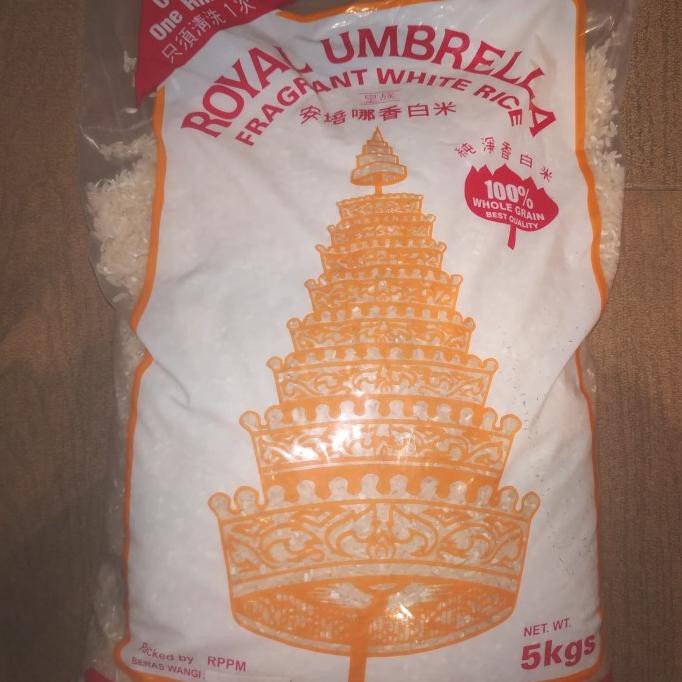 One Rin
只須清洗1次
ROYAL UMBRELLA
FRAGRANT WHITE RICE
皇族
安培哪香白米
純淨香白米
100%
WHOLE GRAIN
BEST QUALITY
Packed by RPPM
BERAS WANGI
NET. WT.
5kgs